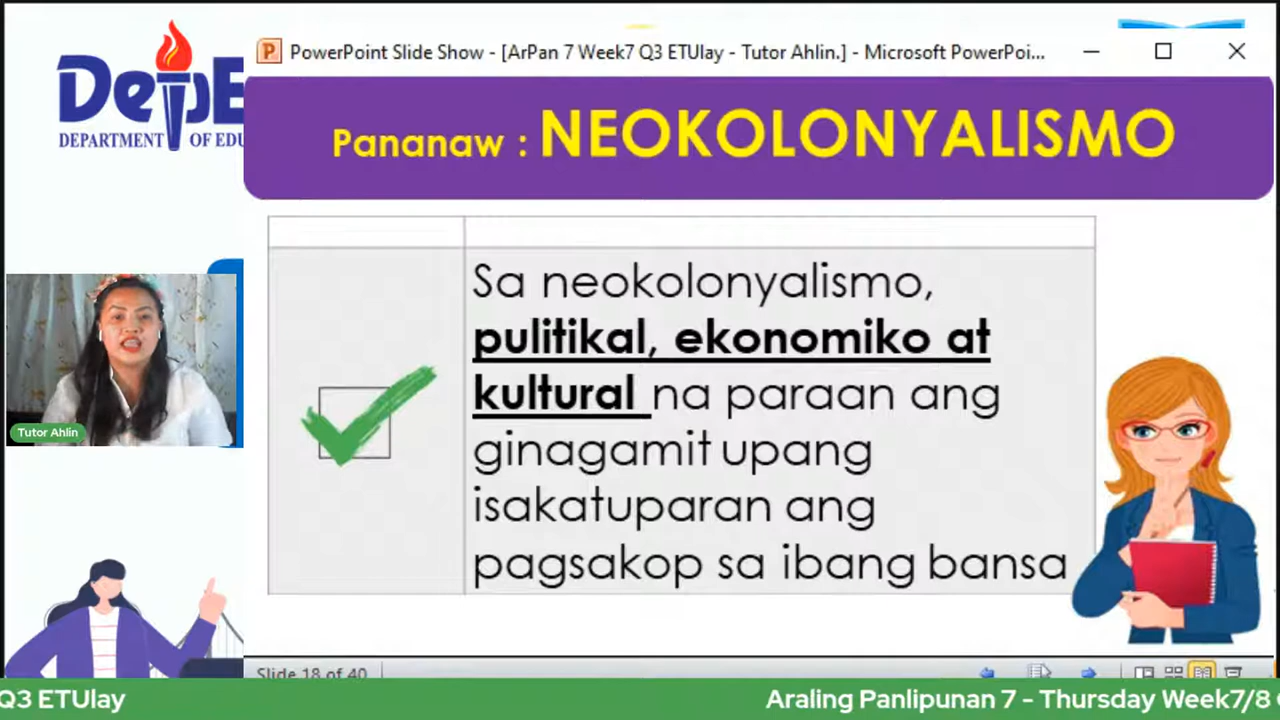 DepE
DEPARTMENT OF EDU
PowerPoint Slide Show - [ArPan 7 Week7 Q3 ETUlay - Tutor Ahlin.] - Microsoft PowerPoi...
Pananaw : NEOKOLONYALISMO
Sa neokolonyalismo,
pulitikal, ekonomiko at
kultural na paraan ang
ginagamit upang
isakatuparan ang
pagsakop sa ibang bansa
Tutor Ahlin
Slide 18 of 40
Q3 ETUlay
Araling Panlipunan 7 - Thursday Week7/8